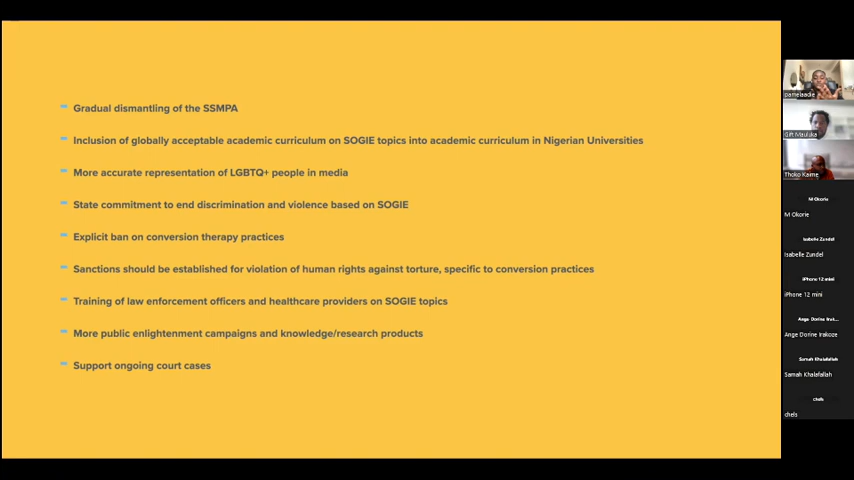 Gradual dismantling of the SSMPA
Inclusion of globally acceptable academic curriculum on SOGIE topics into academic curriculum in Nigerian Universities
More accurate representation of LGBTQ+ people in media
State commitment to end discrimination and violence based on SOGIE
Explicit ban on conversion therapy practices
Sanctions should be established for violation of human rights against torture, specific to conversion practices
Training of law enforcement officers and healthcare providers on SOGIE topics
More public enlightenment campaigns and knowledge/research products
Support ongoing court cases
pamelaadie
Gift Mauluka
Thoko Kaime
M Okorie
M Okorie
Isabelle Zundel
Isabelle Zundel
iPhone 12 mini
iPhone 12 mini
Ange Dorine Irak...
Ange Dorine Irakoze
Samah Khalafallah
Samah Khalafallah
chels
chels